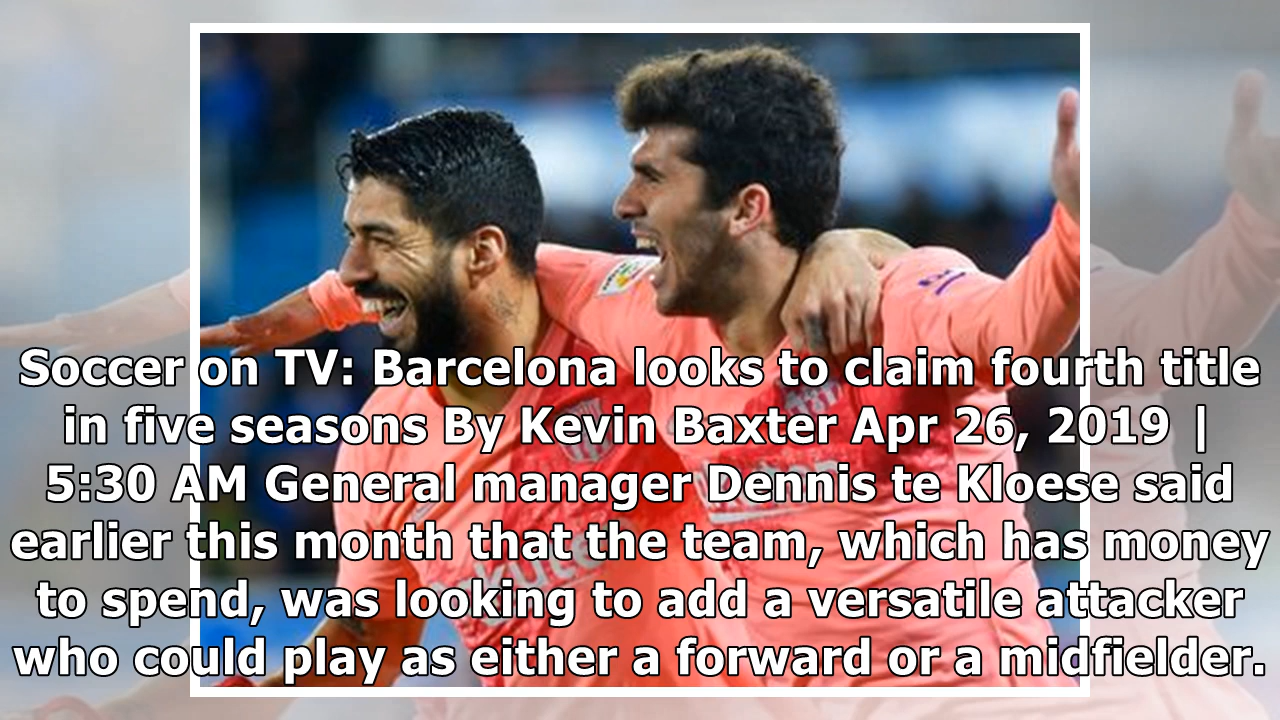 Soccer on TV: Barcelona looks to claim fourth title
in five seasons By Kevin Baxter Apr 26, 2019 |
5:30 AM General manager Dennis te Kloese said
earlier this month that the team, which has money
to spend, was looking to add a versatile attacker
who could play as either a forward or a midfielder.
Rakuten